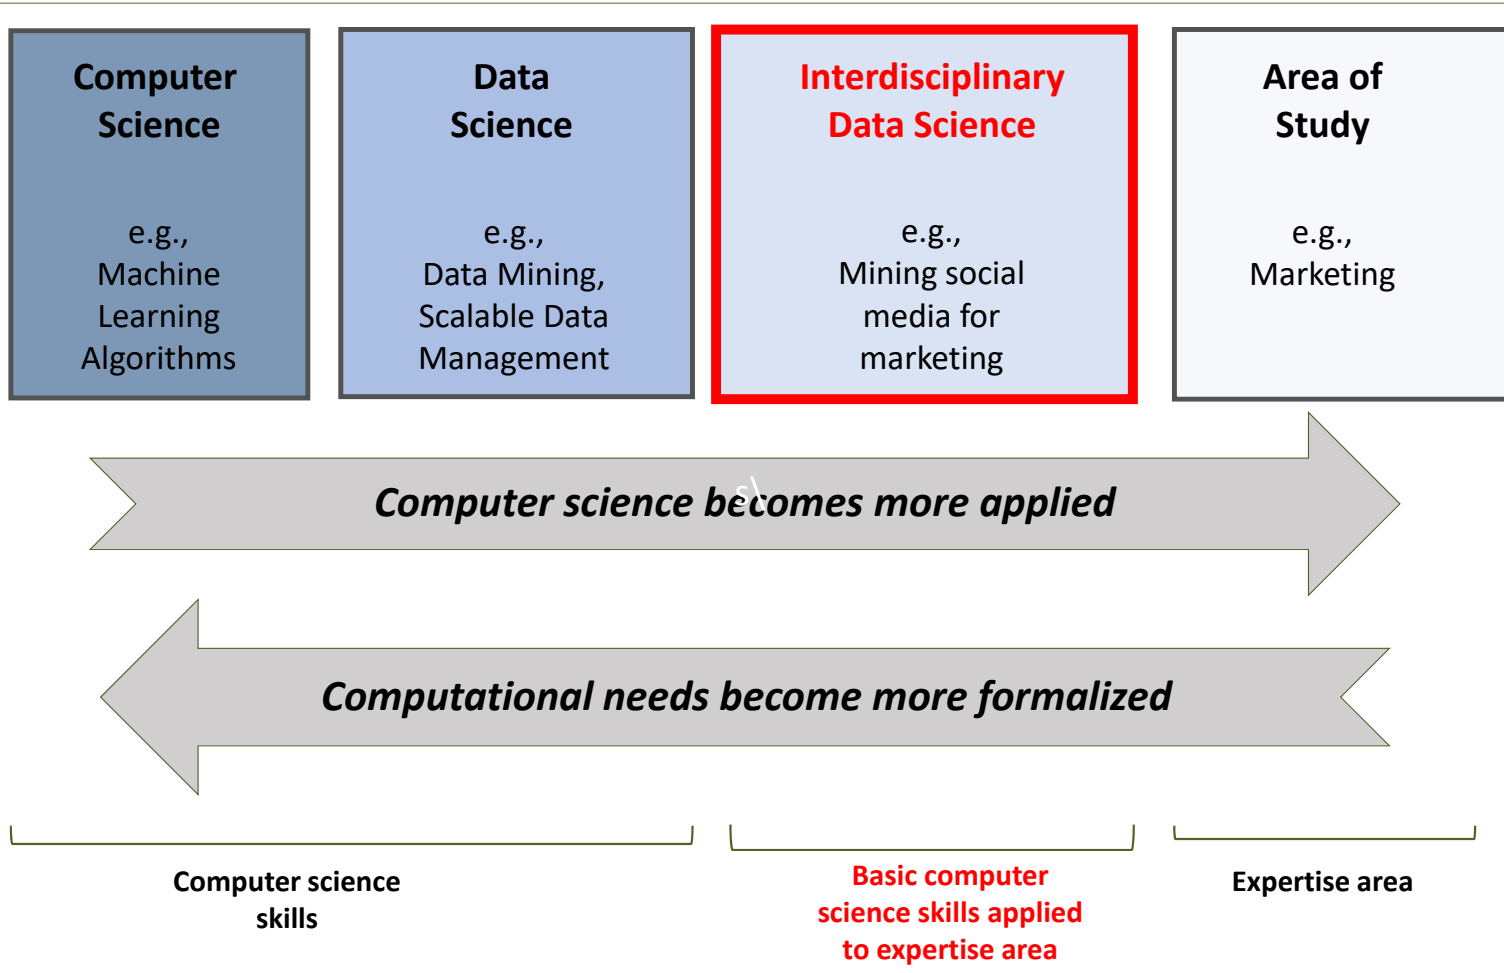 Computer
Science
e.g.,
Machine
Learning
Algorithms
Data
Science
e.g.,
Data Mining,
Scalable Data
Management
Interdisciplinary
Data Science
e.g.,
Mining social
media for
marketing
Area of
Study
e.g.,
Marketing
Computer science becomes more applied
s\
Computational needs become more formalized
Computer science
skills
Basic computer
science skills applied
to expertise area
Expertise area